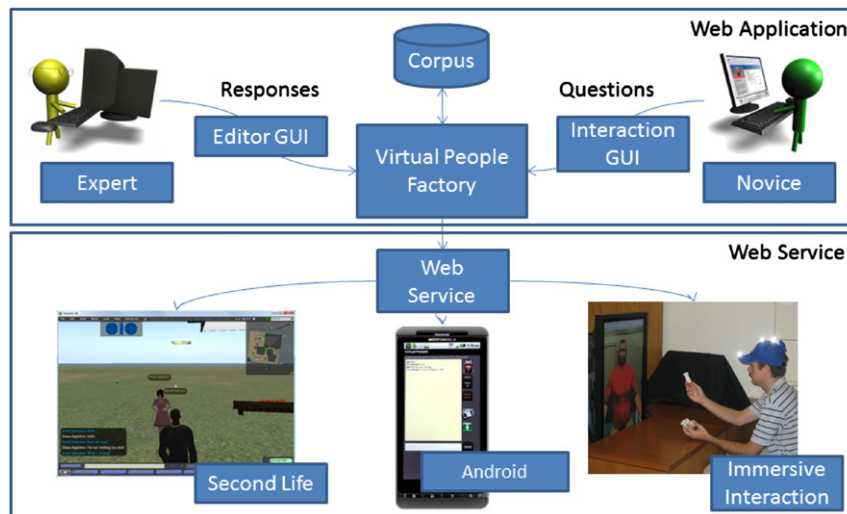 Web Application
Corpus
Responses
Questions
Editor GUI
Interaction
GUI
Virtual People
Factory
Expert
Novice
Web Service
Web
Service
MOTOROLA
Second Life
Android
Immersive
Interaction